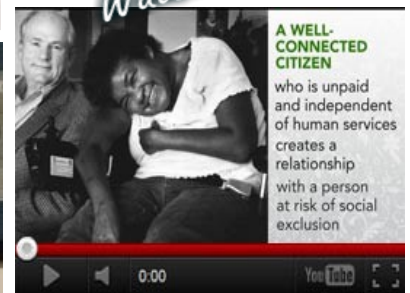 A WELL-
CONNECTED
CITIZEN
who is unpaid
and independent
of human services
creates a
relationship
with a person
at risk of social
exclusion
0:00
YouTube